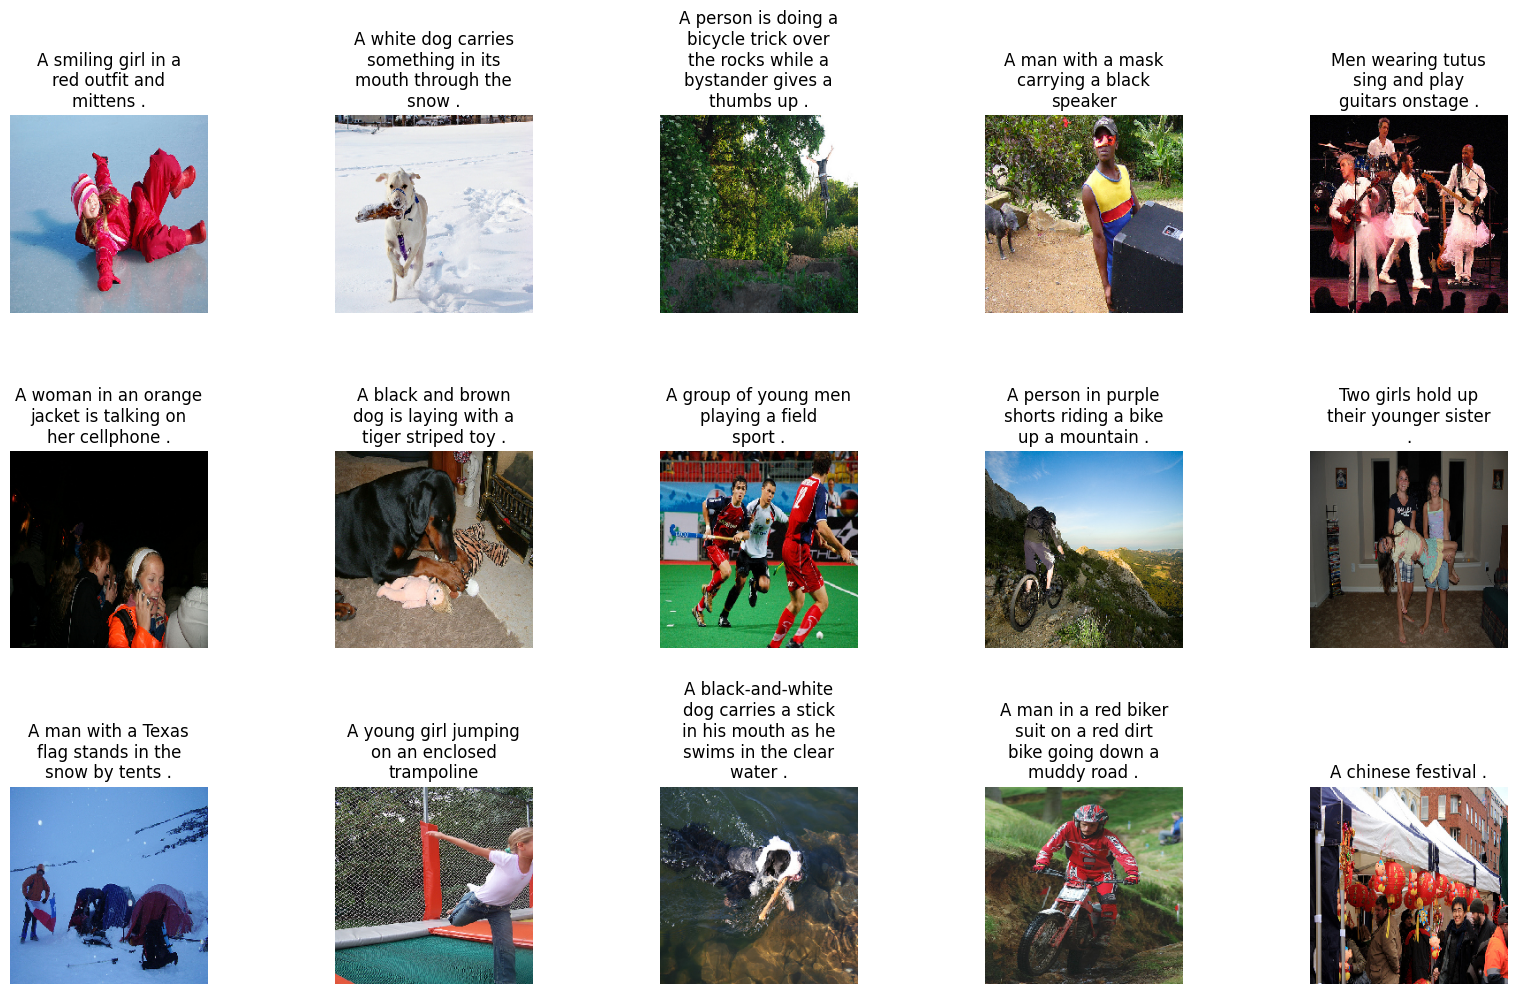 A smiling girl in a
red outfit and
mittens .
A white dog carries
something in its
mouth through the
snow .
A person is doing a
bicycle trick over
the rocks while a
bystander gives a
thumbs up .
A man with a mask
carrying a black
speaker
Men wearing tutus
sing and play
guitars onstage .
A woman in an orange
jacket is talking on
her cellphone .
A black and brown
dog is laying with a
tiger striped toy .
A group of young men
playing a field
sport .
A person in purple
shorts riding a bike
up a mountain .
Two girls hold up
their younger sister
.
A man with a Texas
flag stands in the
snow by tents .
A young girl jumping
on an enclosed
trampoline
A black-and-white
dog carries a stick
in his mouth as he
swims in the clear
water .
A man in a red biker
suit on a red dirt
bike going down a
muddy road .
A chinese festival .